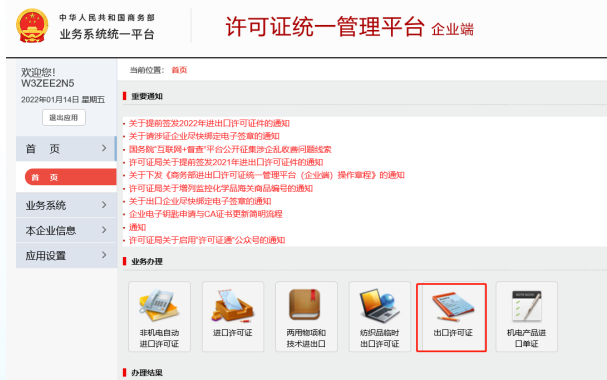 中华人民共和国商务部
业务系统统一平台
许可证统一管理平台 企业端
欢迎您!
W3ZEE2N5
2022年01月14日 星期五
退出应用
首 页
首 页
业务系统
本企业信息
应用设置
当前位置: 首页
重要通知
关于提前签发2022年进出口许可证件的通知
关于请涉证企业尽快绑定电子签章的通知
国务院"互联网+督查"平台公开征集涉企乱收费问题线索
许可证局关于提前签发2021年进出口许可证件的通知
关于下发《商务部进出口许可证统一管理平台（企业端）操作章程》的通知
许可证局关于增列监控化学品海关商品编号的通知
关于出口企业尽快绑定电子签章的通知
企业电子钥匙申请与CA证书更新简明流程
通知
许可证局关于启用"许可证通"公众号的通知
业务办理
非机电自动
进口许可证
进口许可证
两用物项和
技术进出口
纺织品临时
出口许可证
出口许可证
机电产品进
口单证
办理结果